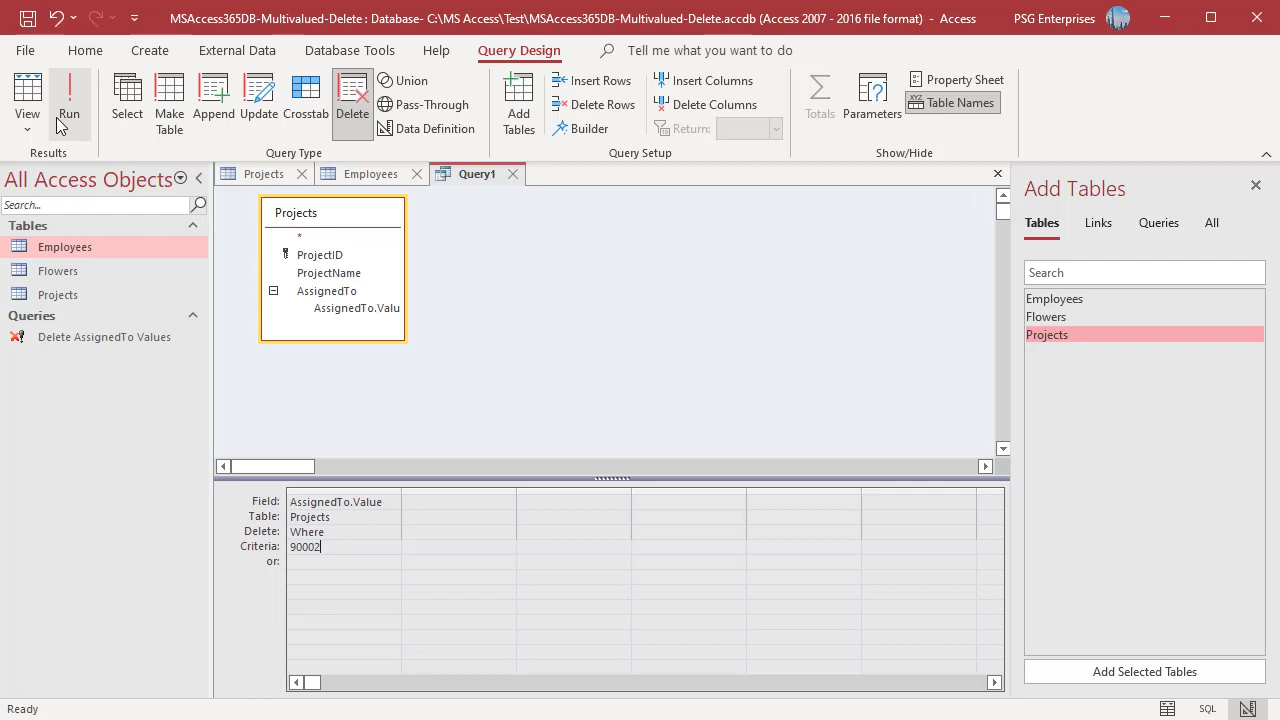 MSAccess365DB-Multivalued-Delete : Database- C:\MS Access\Test\MSAccess365DB-Multivalued-Delete.accdb (Access 2007 - 2016 file format) - Access
PSG Enterprises
File Home Create External Data Database Tools Help Query Design Tell me what you want to do
View
Run
Results
Select
Make Table
Append
Update
Crosstab
Delete
Union
Pass-Through
Data Definition
Query Type
Add Tables
Insert Rows
Delete Rows
Builder
Insert Columns
Delete Columns
Return:
Query Setup
Totals
Parameters
XYZ
Property Sheet
Table Names
Show/Hide
All Access Objects
Search...
Tables
Employees
Flowers
Projects
Queries
Delete AssignedTo Values
Projects
Employees
Query1
Projects
*
ProjectID
ProjectName
AssignedTo
AssignedTo.Valu
Field: AssignedTo.Value
Table: Projects
Delete: Where
Criteria: 90002
or:
Add Tables
Tables Links Queries All
Search
Employees
Flowers
Projects
Add Selected Tables
Ready
SQL